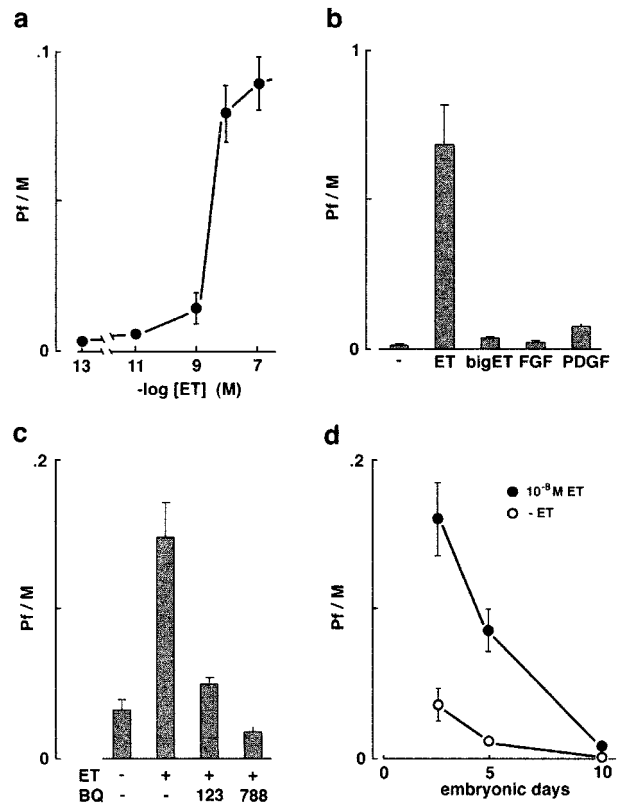 a
.1
Pf / M
0
13 11 9 7
-log [ET] (M)
b
1
Pf / M
0
- ET bigET FGF PDGF
c
.2
Pf / M
0
ET - + + +
BQ - - 123 788
d
.2
10⁻⁸M ET
- ET
Pf / M
0
0 5 10
embryonic days